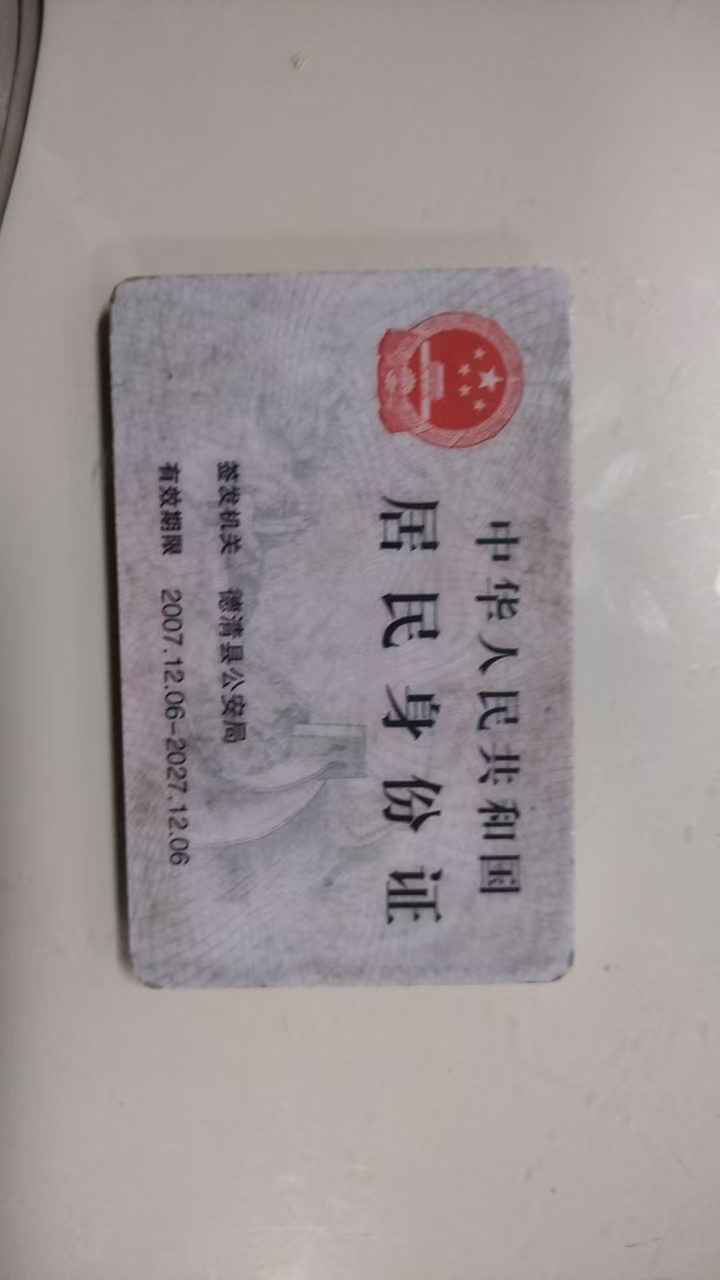 中华人民共和国
居民身份证
签发机关 德清县公安局
有效期限 2007.12.06-2027.12.06